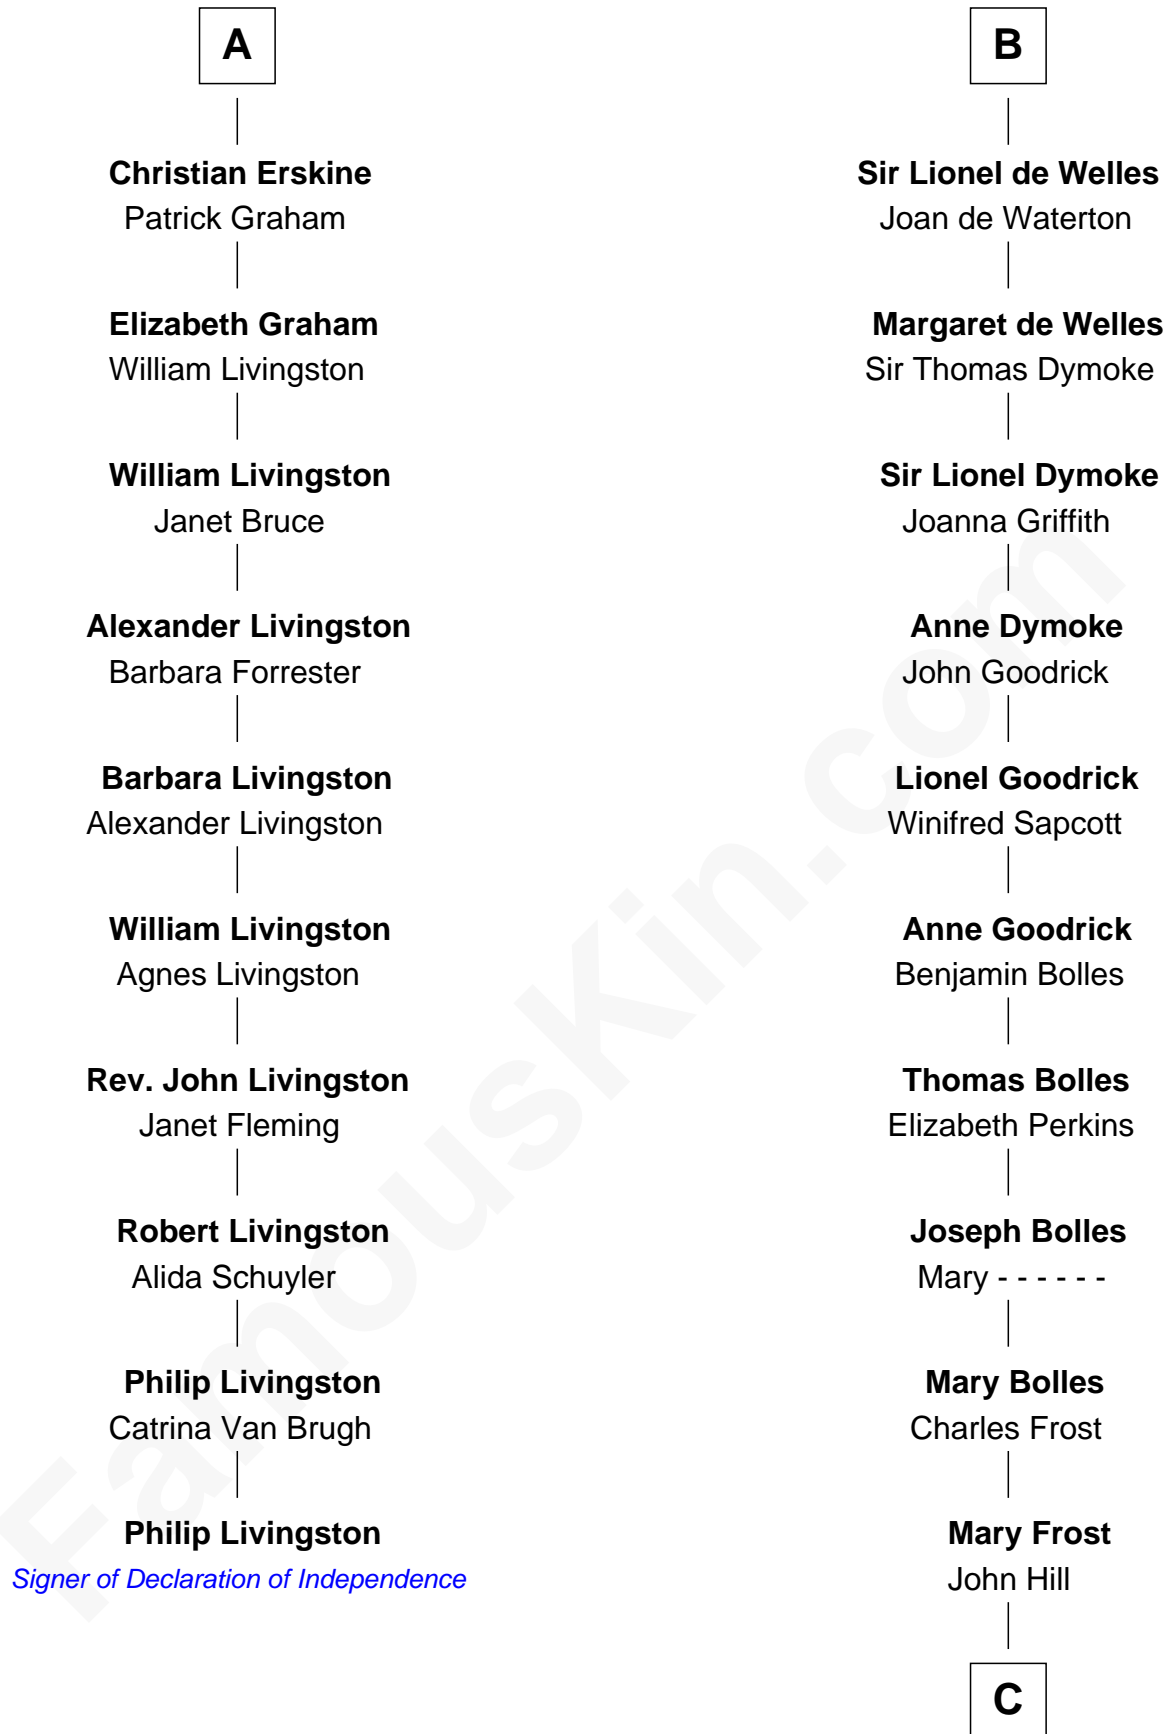 A
Christian Erskine
Patrick Graham
Elizabeth Graham
William Livingston
William Livingston
Janet Bruce
Alexander Livingston
Barbara Forrester
Barbara Livingston
Alexander Livingston
William Livingston
Agnes Livingston
Rev. John Livingston
Janet Fleming
Robert Livingston
Alida Schuyler
Philip Livingston
Catrina Van Brugh
Philip Livingston
Signer of Declaration of Independence
B
Sir Lionel de Welles
Joan de Waterton
Margaret de Welles
Sir Thomas Dymoke
Sir Lionel Dymoke
Joanna Griffith
Anne Dymoke
John Goodrick
Lionel Goodrick
Winifred Sapcott
Anne Goodrick
Benjamin Bolles
Thomas Bolles
Elizabeth Perkins
Joseph Bolles
Mary - - - - - -
Mary Bolles
Charles Frost
Mary Frost
John Hill
C
FamousKin.com